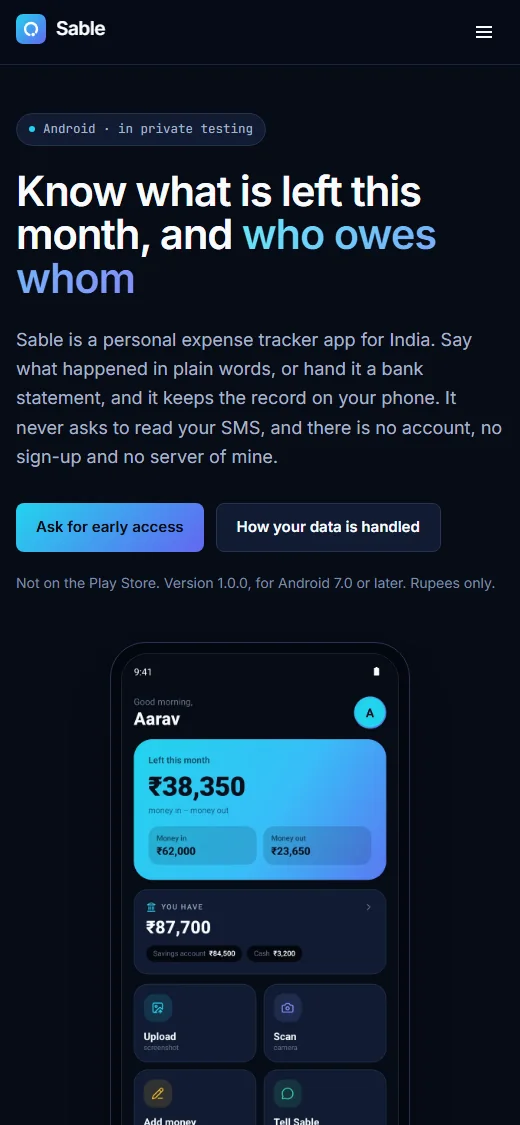 Sable
Android · in private testing
Know what is left this
month, and who owes
whom
Sable is a personal expense tracker app for India. Say
what happened in plain words, or hand it a bank
statement, and it keeps the record on your phone. It
never asks to read your SMS, and there is no account, no
sign-up and no server of mine.
Ask for early access
How your data is handled
Not on the Play Store. Version 1.0.0, for Android 7.0 or later. Rupees only.
9:41
Good morning,
Aarav
A
Left this month
₹38,350
money in − money out
Money in
₹62,000
Money out
₹23,650
YOU HAVE
₹87,700
Savings account ₹84,500
Cash ₹3,200
Upload
screenshot
Scan
camera
Add money
Tell Sable